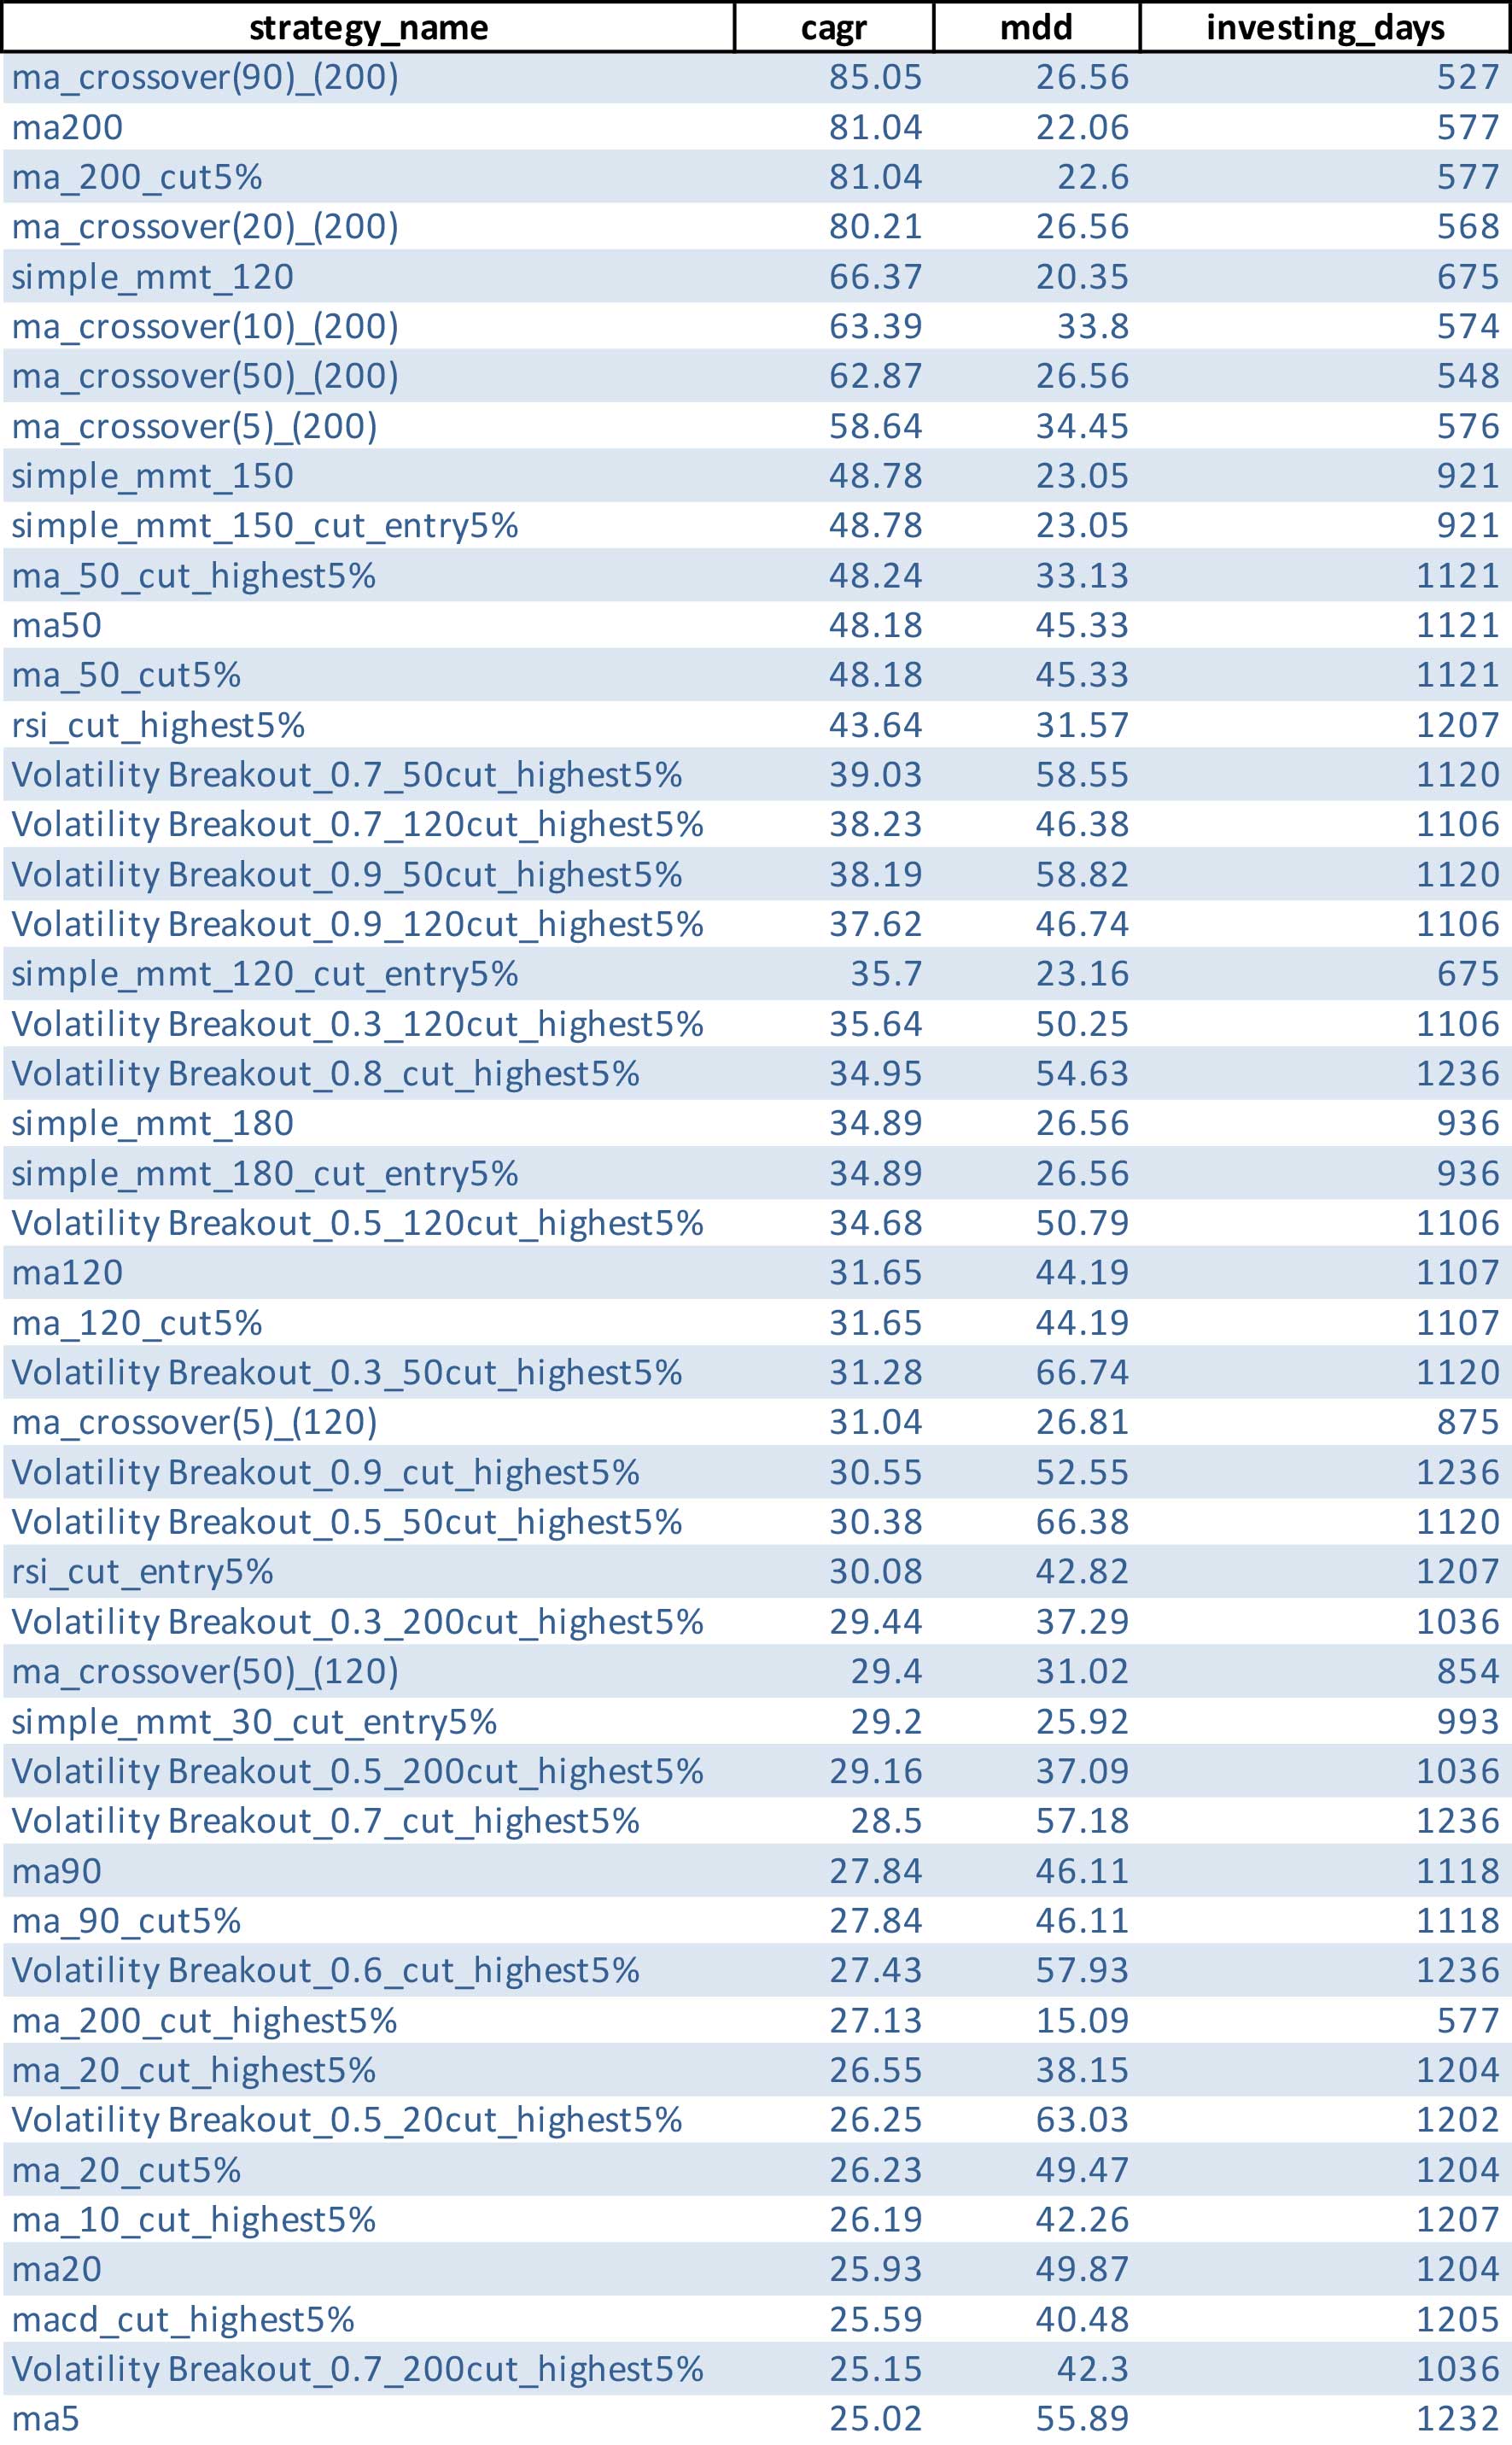 strategy_name cagr mdd investing_days
ma_crossover(90)_(200) 85.05 26.56 527
ma200 81.04 22.06 577
ma_200_cut5% 81.04 22.6 577
ma_crossover(20)_(200) 80.21 26.56 568
simple_mmt_120 66.37 20.35 675
ma_crossover(10)_(200) 63.39 33.8 574
ma_crossover(50)_(200) 62.87 26.56 548
ma_crossover(5)_(200) 58.64 34.45 576
simple_mmt_150 48.78 23.05 921
simple_mmt_150_cut_entry5% 48.78 23.05 921
ma_50_cut_highest5% 48.24 33.13 1121
ma50 48.18 45.33 1121
ma_50_cut5% 48.18 45.33 1121
rsi_cut_highest5% 43.64 31.57 1207
Volatility Breakout_0.7_50cut_highest5% 39.03 58.55 1120
Volatility Breakout_0.7_120cut_highest5% 38.23 46.38 1106
Volatility Breakout_0.9_50cut_highest5% 38.19 58.82 1120
Volatility Breakout_0.9_120cut_highest5% 37.62 46.74 1106
simple_mmt_120_cut_entry5% 35.7 23.16 675
Volatility Breakout_0.3_120cut_highest5% 35.64 50.25 1106
Volatility Breakout_0.8_cut_highest5% 34.95 54.63 1236
simple_mmt_180 34.89 26.56 936
simple_mmt_180_cut_entry5% 34.89 26.56 936
Volatility Breakout_0.5_120cut_highest5% 34.68 50.79 1106
ma120 31.65 44.19 1107
ma_120_cut5% 31.65 44.19 1107
Volatility Breakout_0.3_50cut_highest5% 31.28 66.74 1120
ma_crossover(5)_(120) 31.04 26.81 875
Volatility Breakout_0.9_cut_highest5% 30.55 52.55 1236
Volatility Breakout_0.5_50cut_highest5% 30.38 66.38 1120
rsi_cut_entry5% 30.08 42.82 1207
Volatility Breakout_0.3_200cut_highest5% 29.44 37.29 1036
ma_crossover(50)_(120) 29.4 31.02 854
simple_mmt_30_cut_entry5% 29.2 25.92 993
Volatility Breakout_0.5_200cut_highest5% 29.16 37.09 1036
Volatility Breakout_0.7_cut_highest5% 28.5 57.18 1236
ma90 27.84 46.11 1118
ma_90_cut5% 27.84 46.11 1118
Volatility Breakout_0.6_cut_highest5% 27.43 57.93 1236
ma_200_cut_highest5% 27.13 15.09 577
ma_20_cut_highest5% 26.55 38.15 1204
Volatility Breakout_0.5_20cut_highest5% 26.25 63.03 1202
ma_20_cut5% 26.23 49.47 1204
ma_10_cut_highest5% 26.19 42.26 1207
ma20 25.93 49.87 1204
macd_cut_highest5% 25.59 40.48 1205
Volatility Breakout_0.7_200cut_highest5% 25.15 42.3 1036
ma5 25.02 55.89 1232